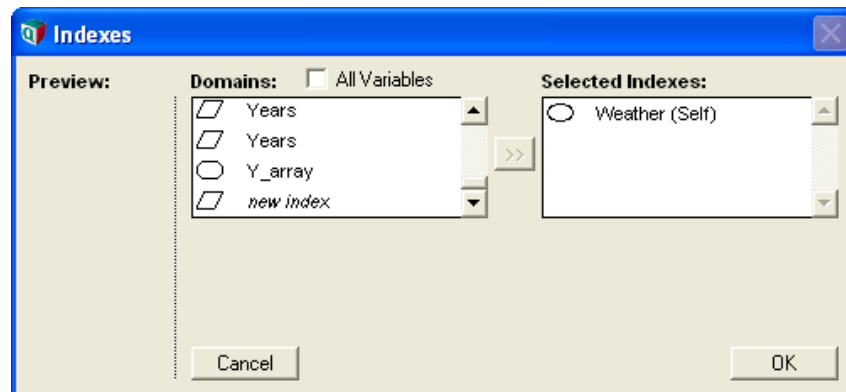 Indexes
Preview:
Domains:
All Variables
Selected Indexes:
Years
Years
Y_array
new index
>>
Weather (Self)
Cancel
OK